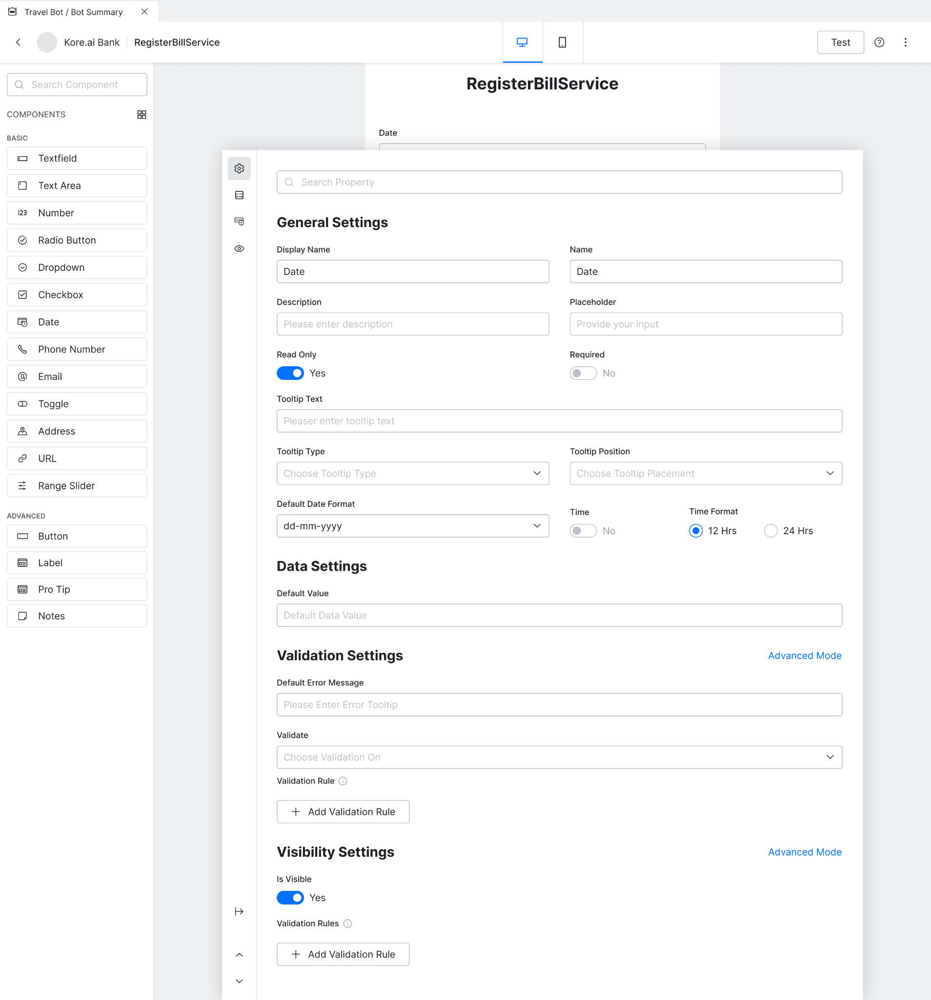 Travel Bot / Bot Summary
Kore.ai Bank
RegisterBillService
Test
Search Component
COMPONENTS
BASIC
Textfield
Text Area
123 Number
Radio Button
Dropdown
Checkbox
Date
Phone Number
Email
Toggle
Address
URL
Range Slider
ADVANCED
Button
Label
Pro Tip
Notes
RegisterBillService
Date
Search Property
General Settings
Display Name
Name
Date
Date
Description
Placeholder
Please enter description
Provide your input
Read Only
Required
Yes
No
Tooltip Text
Pleaser enter tooltip text
Tooltip Type
Tooltip Position
Choose Tooltip Type
Choose Tooltip Placement
Default Date Format
Time
Time Format
dd-mm-yyyy
No
12 Hrs
24 Hrs
Data Settings
Default Value
Default Data Value
Validation Settings
Advanced Mode
Default Error Message
Please Enter Error Tooltip
Validate
Choose Validation On
Validation Rule
Add Validation Rule
Visibility Settings
Advanced Mode
Is Visible
Yes
Validation Rules
Add Validation Rule